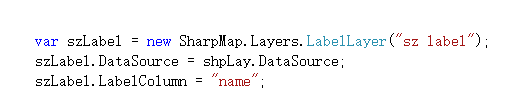 var szLabel = new SharpMap.Layers.LabelLayer("sz label");
szLabel.DataSource = shpLay.DataSource;
szLabel.LabelColumn = "name";